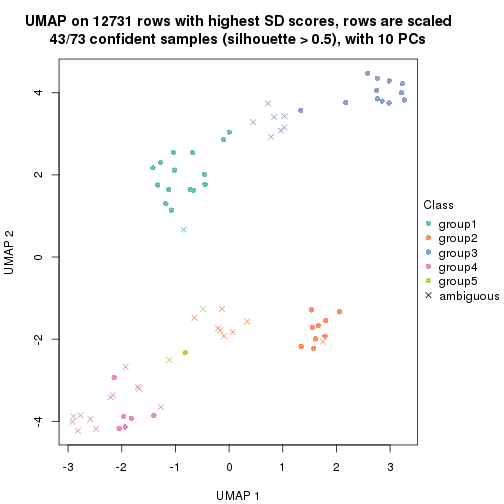 UMAP on 12731 rows with highest SD scores, rows are scaled
43/73 confident samples (silhouette > 0.5), with 10 PCs
4
2
0
-2
-4
UMAP 2
-3
-2
-1
0
1
2
3
UMAP 1
Class
group1
group2
group3
group4
group5
ambiguous